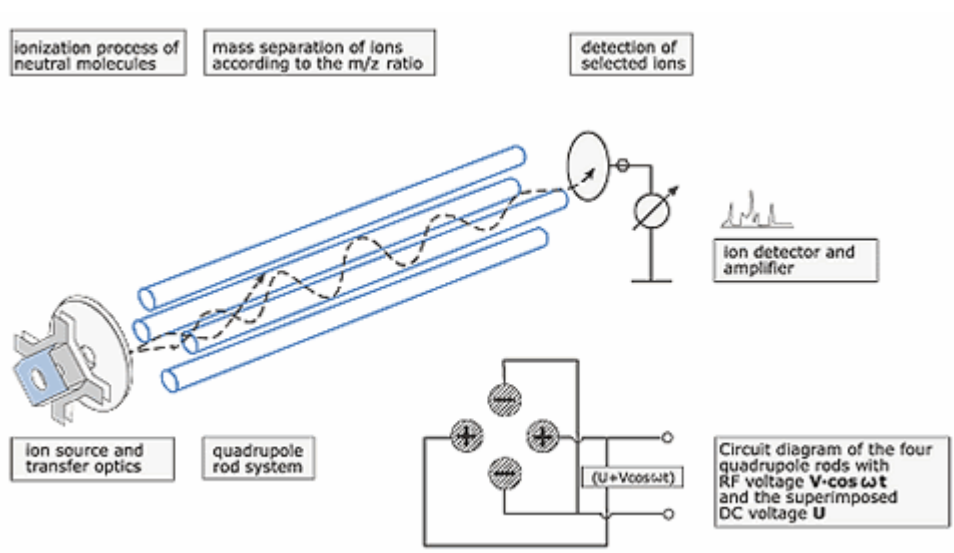 ionization process of
neutral molecules
mass separation of ions
according to the m/z ratio
detection of
selected ions
ion detector and
amplifier
ion source and
transfer optics
quadrupole
rod system
+
+
(U+Vcosωt)
Circuit diagram of the four
quadrupole rods with
RF voltage V·cos ωt
and the superimposed
DC voltage U